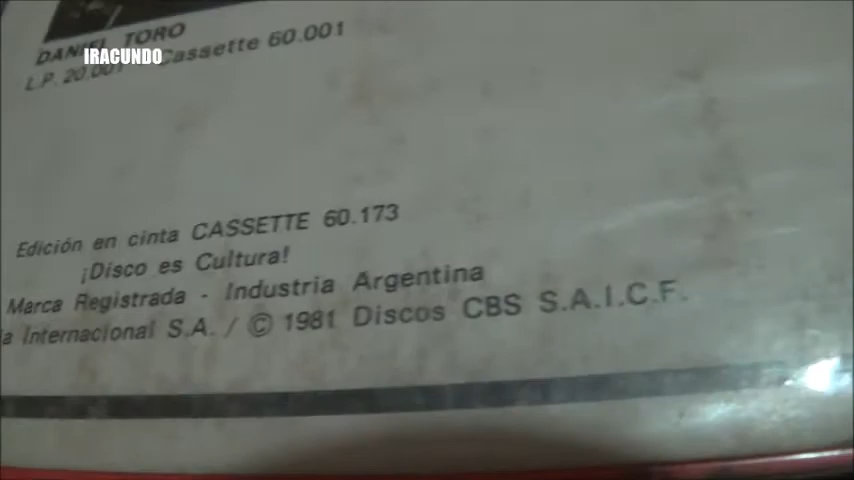 DANIEL TORO
IRACUNDO
L.P. 20.001 Cassette 60.001
Edición en cinta CASSETTE 60.173
¡Disco es Cultura!
Marca Registrada - Industria Argentina
Internacional S.A. / © 1981 Discos CBS S.A.I.C.F.